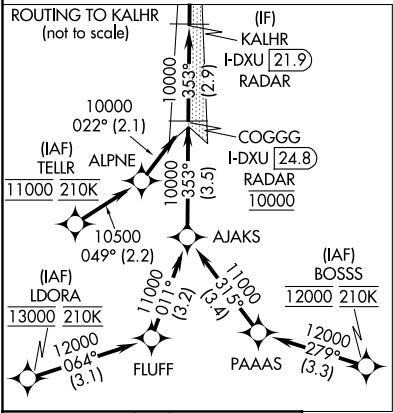 ROUTING TO KALHR
(not to scale)
(IF)
KALHR
I-DXU 21.9
RADAR
10000
353°
(2.9)
10000
022° (2.1)
COGGG
I-DXU 24.8
RADAR
10000
(IAF)
TELLR
11000 210K
ALPNE
10000
353°
(3.5)
10500
049° (2.2)
AJAKS
(IAF)
BOSSS
12000 210K
(IAF)
LDORA
13000 210K
11000
011°
(3.2)
11000
315°
(3.4)
12000
064°
(3.1)
FLUFF
PAAAS
12000
279°
(3.3)